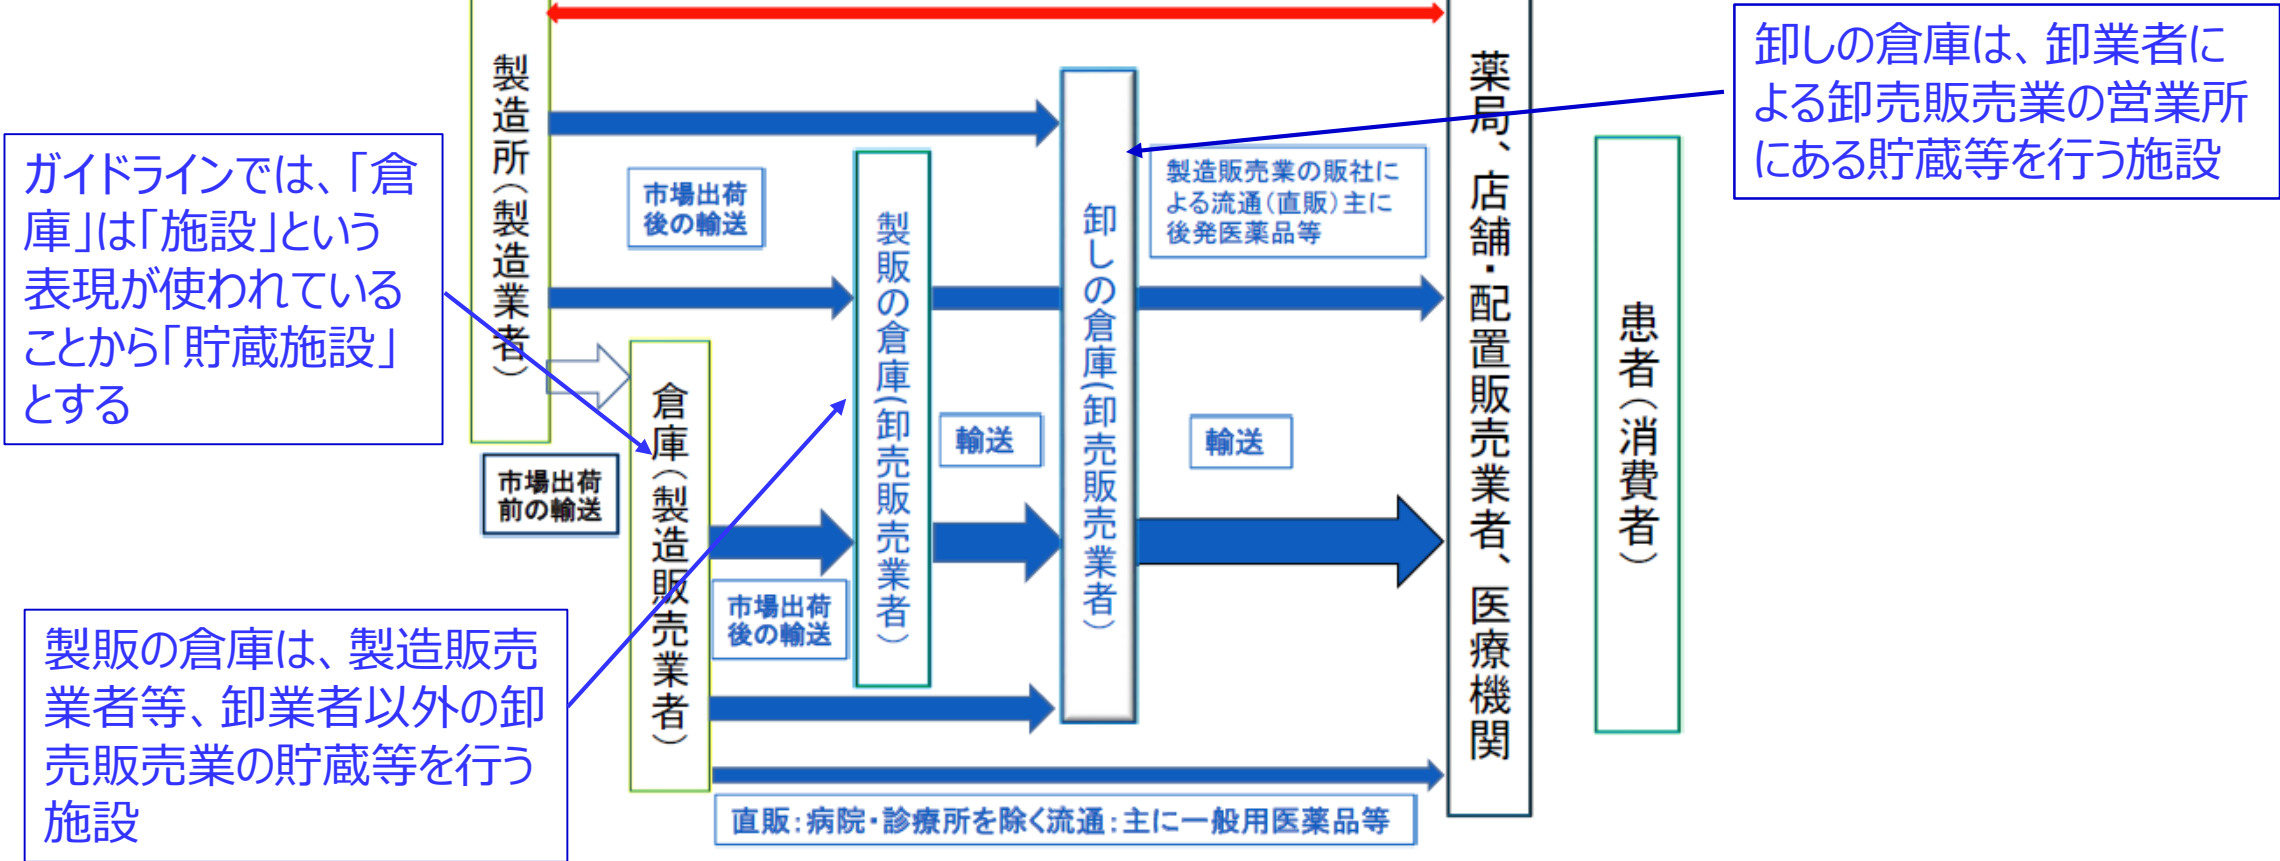 ガイドラインでは、「倉
庫」は「施設」という
表現が使われている
ことから「貯蔵施設」
とする
製造所（製造業者）
市場出荷
前の輸送
市場出荷
後の輸送
倉庫（製造販売業者）
市場出荷
後の輸送
製販の倉庫（卸売販売業者）
輸送
卸しの倉庫（卸売販売業者）
製造販売業の販社に
よる流通（直販）主に
後発医薬品等
輸送
薬局、店舗・配置販売業者、医療機関
患者（消費者）
卸しの倉庫は、卸業者に
よる卸売販売業の営業所
にある貯蔵等を行う施設
製販の倉庫は、製造販売
業者等、卸業者以外の卸
売販売業の貯蔵等を行う
施設
直販：病院・診療所を除く流通：主に一般用医薬品等